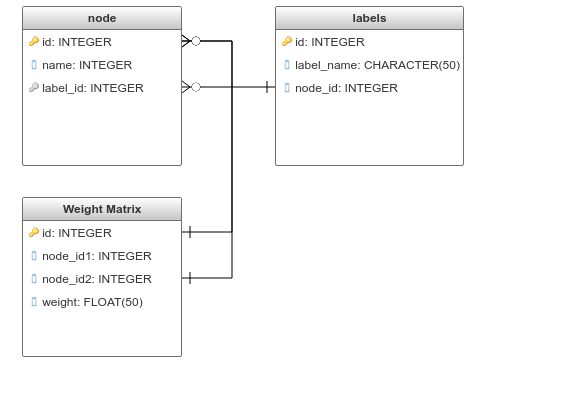 node
id: INTEGER
name: INTEGER
label_id: INTEGER
labels
id: INTEGER
label_name: CHARACTER(50)
node_id: INTEGER
Weight Matrix
id: INTEGER
node_id1: INTEGER
node_id2: INTEGER
weight: FLOAT(50)